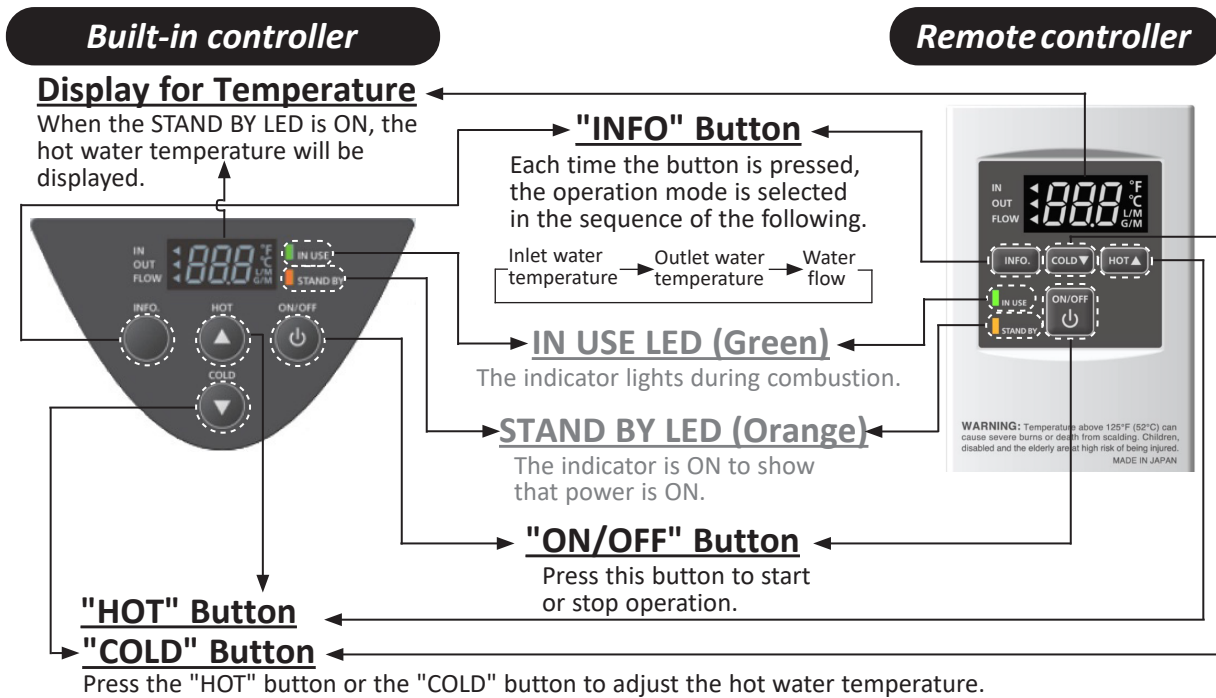 Built-in controller
Remote controller
Display for Temperature
When the STAND BY LED is ON, the
hot water temperature will be
displayed.
"INFO" Button
Each time the button is pressed,
the operation mode is selected
in the sequence of the following.
Inlet water
temperature
Outlet water
temperature
Water
flow
IN
OUT
FLOW
888
°F
°C
L/M
G/M
IN USE
STAND BY
INFO.
HOT
ON/OFF
COLD
IN
OUT
FLOW
888
°F
°C
L/M
G/M
INFO.
COLD▼
HOT▲
IN USE
STAND BY
ON/OFF
WARNING: Temperature above 125°F (52°C) can
cause severe burns or death from scalding. Children,
disabled and the elderly are at high risk of being injured.
MADE IN JAPAN
IN USE LED (Green)
The indicator lights during combustion.
STAND BY LED (Orange)
The indicator is ON to show
that power is ON.
"ON/OFF" Button
Press this button to start
or stop operation.
"HOT" Button
"COLD" Button
Press the "HOT" button or the "COLD" button to adjust the hot water temperature.